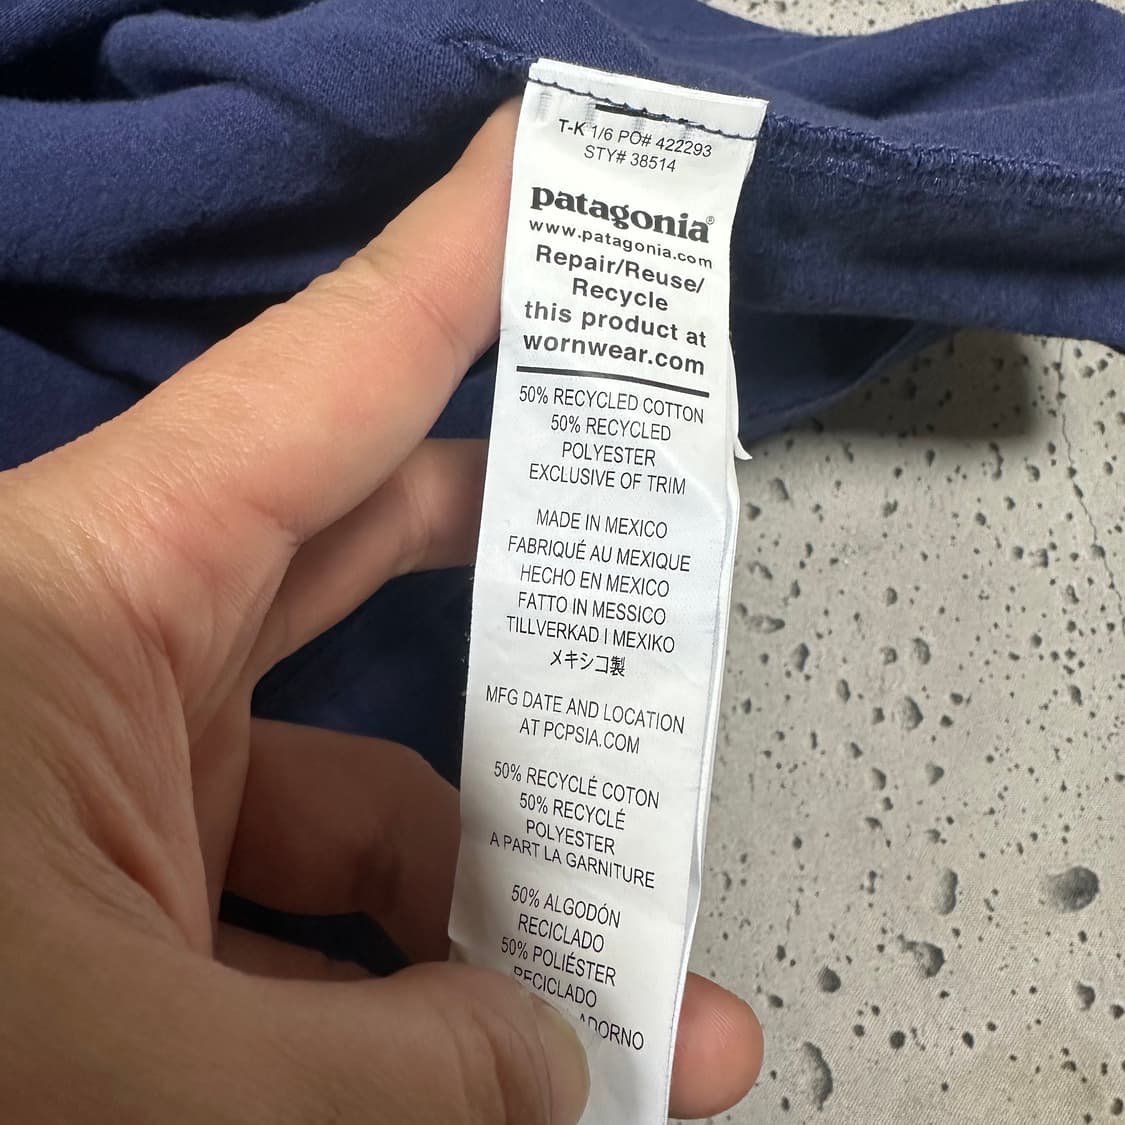 T-K 1/6 PO# 422293
STY# 38514
patagonia®
www.patagonia.com
Repair/Reuse/
Recycle
this product at
wornwear.com
50% RECYCLED COTTON
50% RECYCLED
POLYESTER
EXCLUSIVE OF TRIM
MADE IN MEXICO
FABRIQUÉ AU MEXIQUE
HECHO EN MEXICO
FATTO IN MESSICO
TILLVERKAD I MEXIKO
メキシコ製
MFG DATE AND LOCATION
AT PCPSIA.COM
50% RECYCLÉ COTON
50% RECYCLÉ
POLYESTER
A PART LA GARNITURE
50% ALGODÓN
RECICLADO
50% POLIÉSTER
RECICLADO
ADORNO